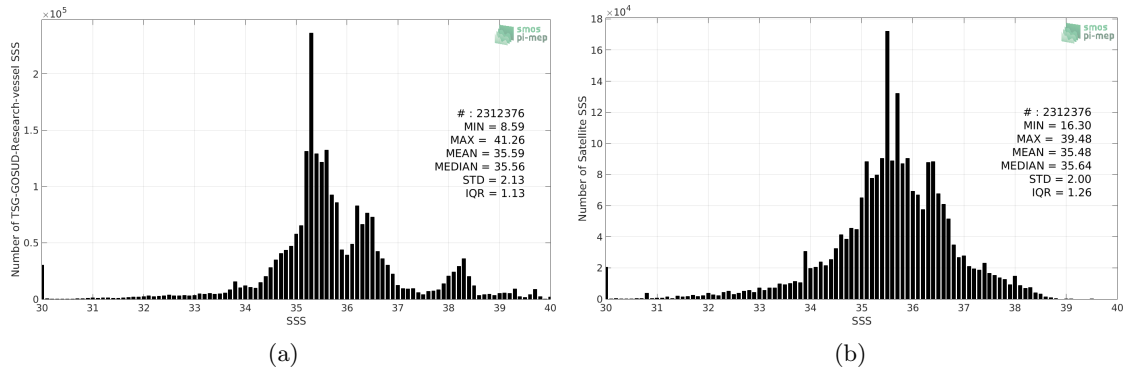 ×10⁵
smos
pi-mep
Number of TSG-GOSUD-Research-vessel SSS
2
1.5
1
0.5
0
# : 2312376
MIN = 8.59
MAX = 41.26
MEAN = 35.59
MEDIAN = 35.56
STD = 2.13
IQR = 1.13
30 31 32 33 34 35 36 37 38 39 40
SSS
(a)
×10⁴
smos
pi-mep
Number of Satellite SSS
18
16
14
12
10
8
6
4
2
0
# : 2312376
MIN = 16.30
MAX = 39.48
MEAN = 35.48
MEDIAN = 35.64
STD = 2.00
IQR = 1.26
30 31 32 33 34 35 36 37 38 39 40
SSS
(b)